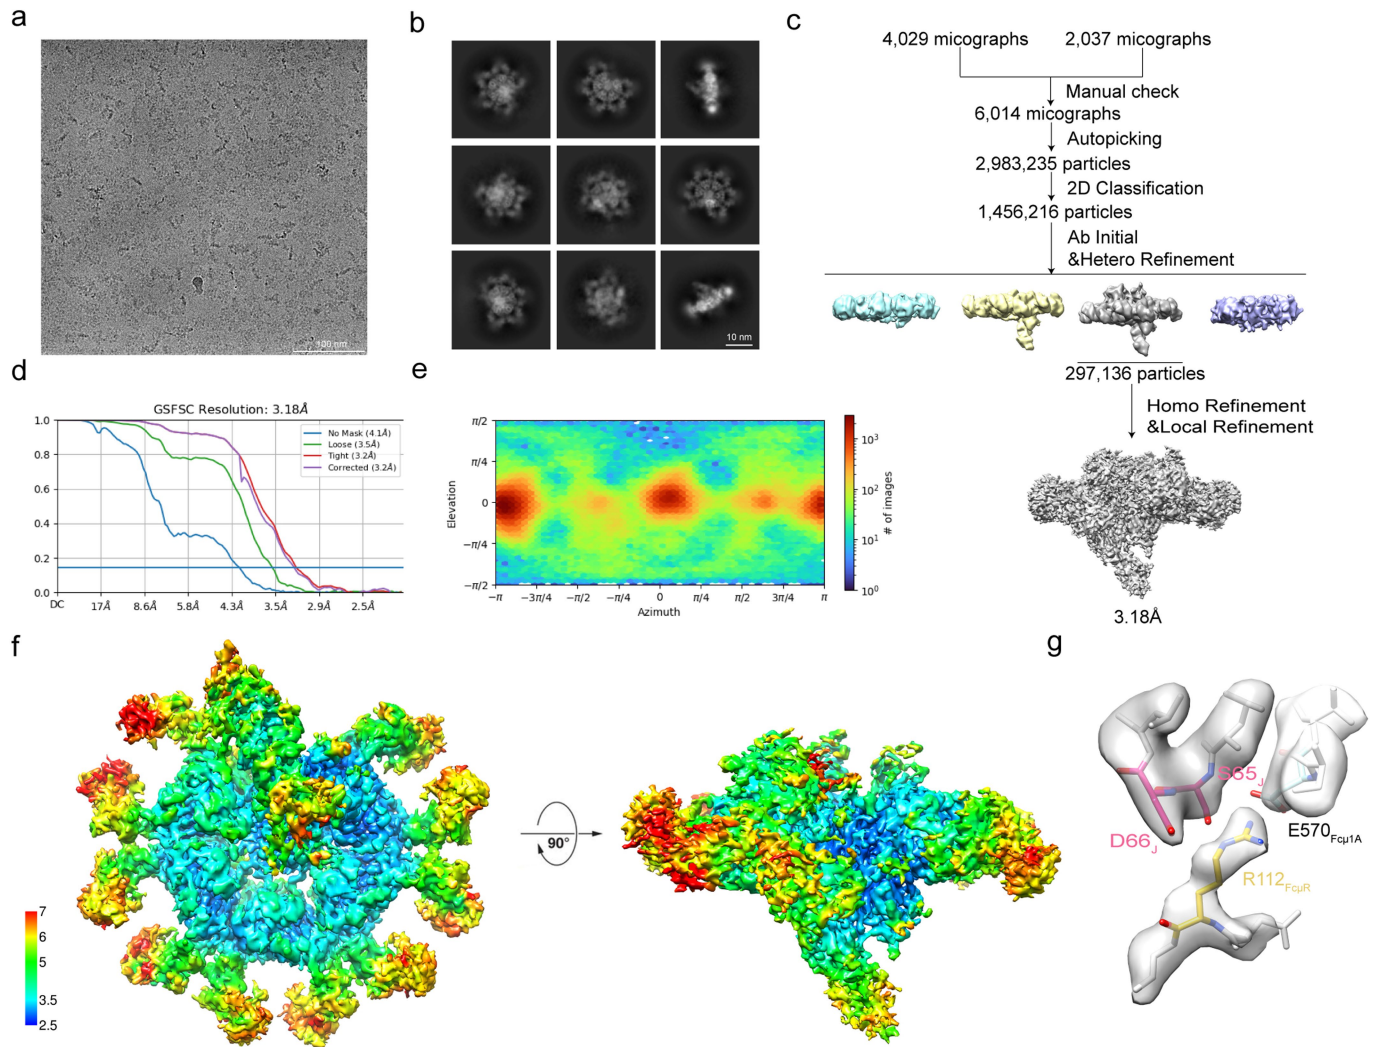 a
100 nm
b
10 nm
c
4,029 micographs
2,037 micographs
Manual check
6,014 micographs
Autopicking
2,983,235 particles
2D Classification
1,456,216 particles
Ab Initial
&Hetero Refinement
297,136 particles
Homo Refinement
&Local Refinement
3.18Å
d
GSFSC Resolution: 3.18Å
1.0
0.8
0.6
0.4
0.2
0.0
No Mask (4.1Å)
Loose (3.5Å)
Tight (3.2Å)
Corrected (3.2Å)
DC
17Å
8.6Å
5.8Å
4.3Å
3.5Å
2.9Å
2.5Å
e
π/2
π/4
0
−π/4
−π/2
Elevation
−π
−3π/4
−π/2
−π/4
0
π/4
π/2
3π/4
π
Azimuth
10³
10²
10¹
10⁰
# of images
f
90°
7
6
5
3.5
2.5
g
S65J
D66J
E570Fcμ1A
R112FcμR